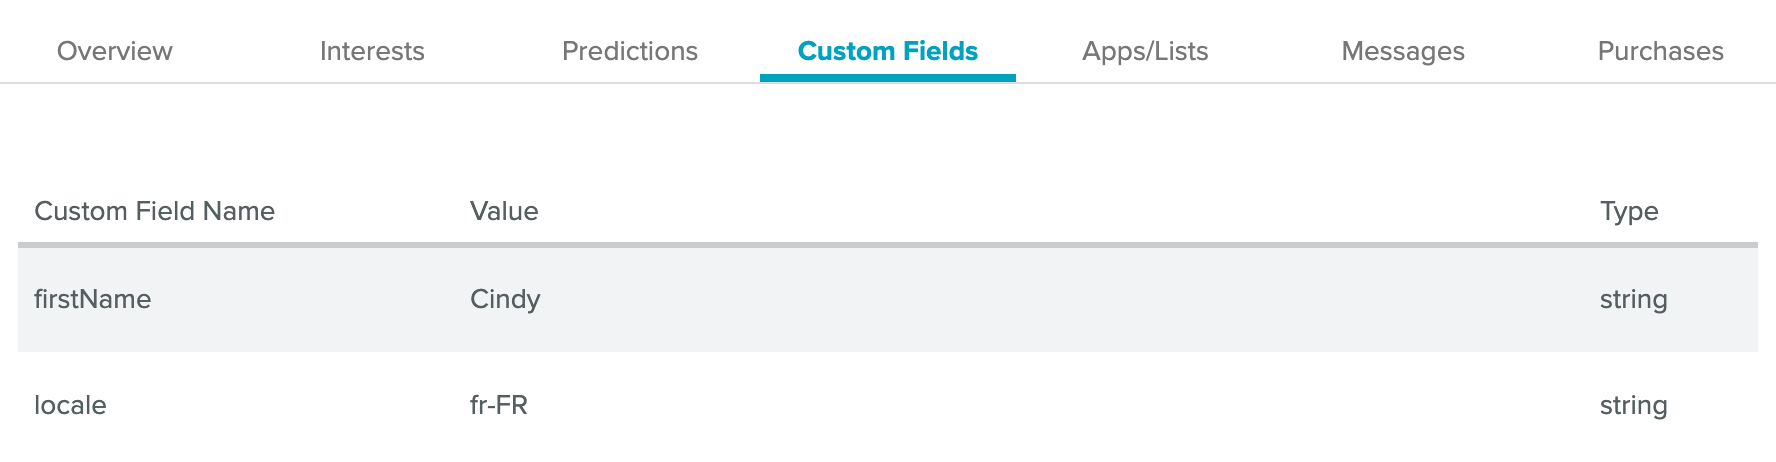 Overview Interests Predictions Custom Fields Apps/Lists Messages Purchases
Custom Field Name Value Type
firstName Cindy string
locale fr-FR string